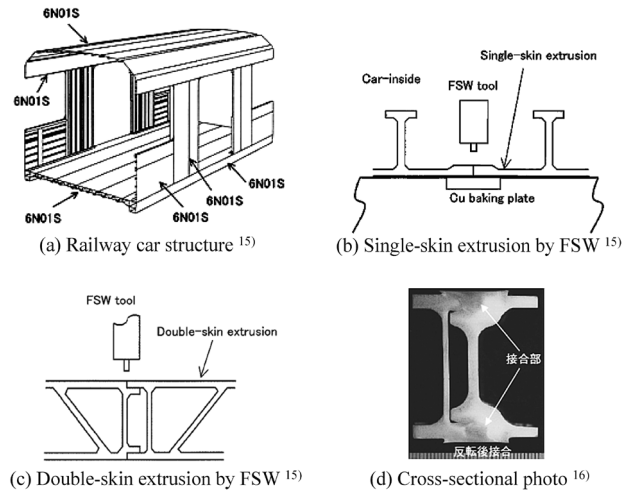 6N01S
6N01S
6N01S
6N01S
6N01S
6N01S
(a) Railway car structure 15)
Single-skin extrusion
Car-inside
FSW tool
Cu baking plate
(b) Single-skin extrusion by FSW 15)
FSW tool
Double-skin extrusion
(c) Double-skin extrusion by FSW 15)
接合部
反転後接合
(d) Cross-sectional photo 16)